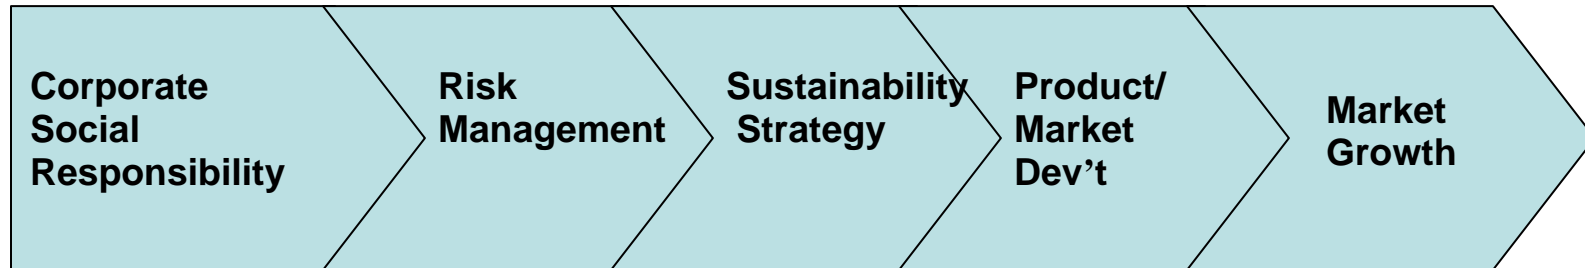 Corporate
Social
Responsibility
Risk
Management
Sustainability
Strategy
Product/
Market
Dev’t
Market
Growth